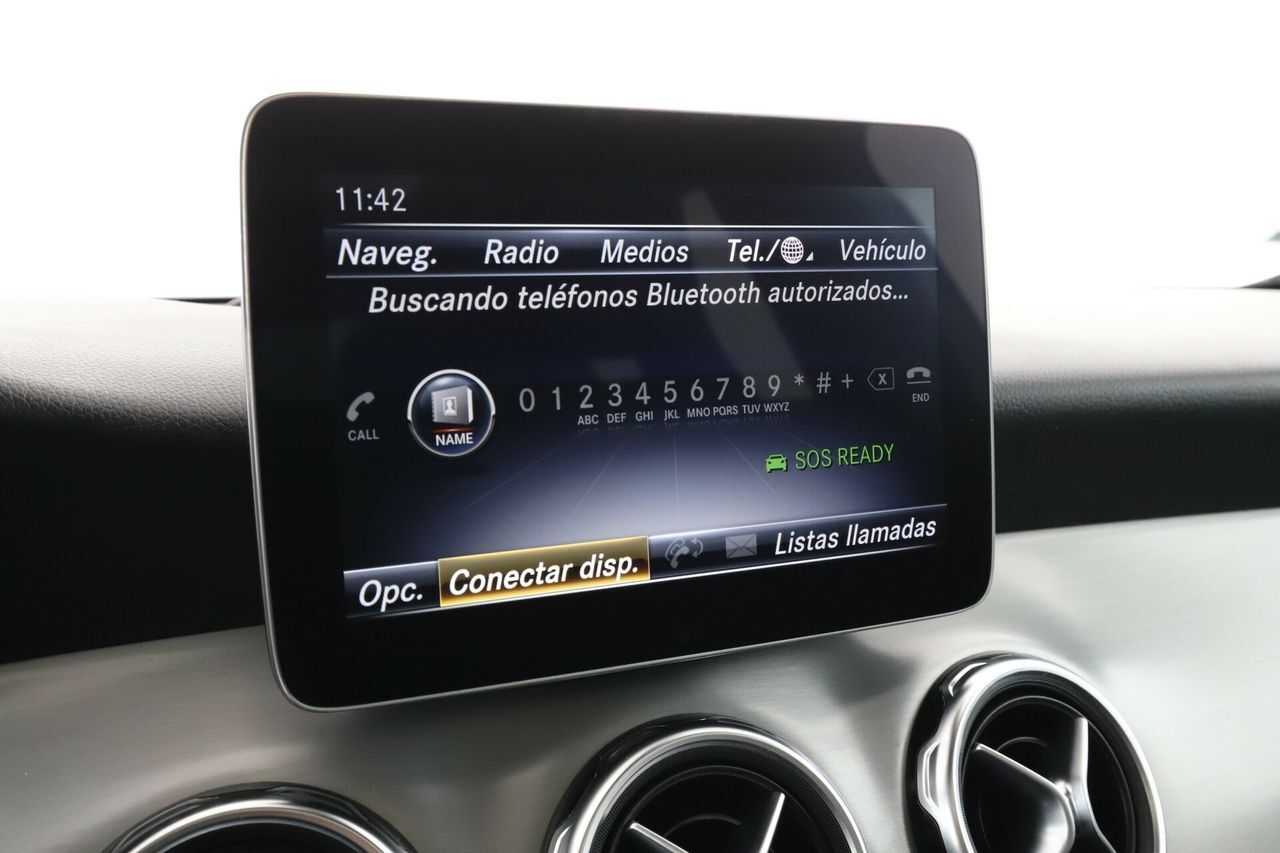 11:42
Naveg. Radio Medios Tel./ Vehículo
Buscando teléfonos Bluetooth autorizados...
CALL NAME 0 1 2 3 4 5 6 7 8 9 * # + X END
ABC DEF GHI JKL MNO PQRS TUV WXYZ
SOS READY
Opc. Conectar disp. Listas llamadas